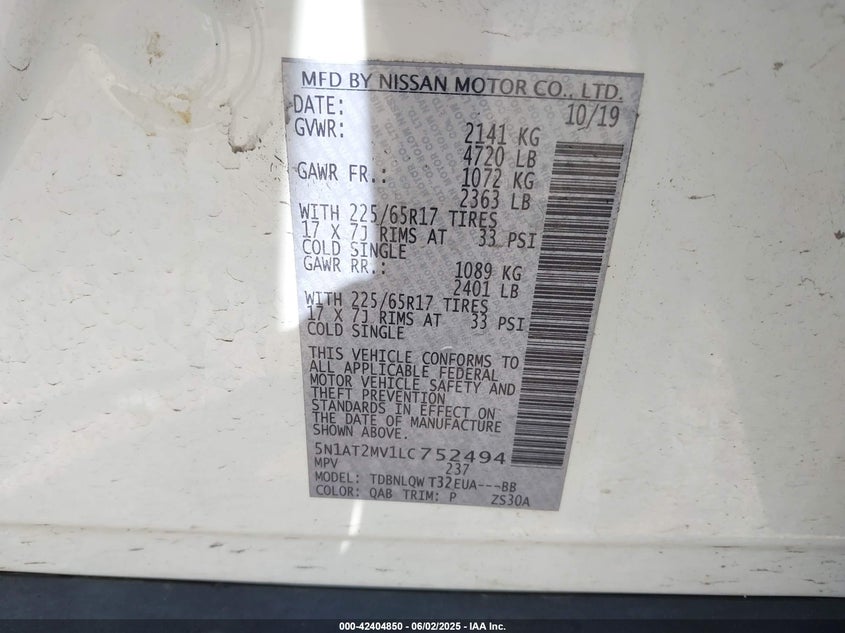 MFD BY NISSAN MOTOR CO., LTD.
DATE: 10/19
GVWR: 2141 KG
4720 LB
GAWR FR.: 1072 KG
2363 LB
WITH 225/65R17 TIRES
17 X 7J RIMS AT 33 PSI
COLD SINGLE
GAWR RR.: 1089 KG
2401 LB
WITH 225/65R17 TIRES
17 X 7J RIMS AT 33 PSI
COLD SINGLE
THIS VEHICLE CONFORMS TO
ALL APPLICABLE FEDERAL
MOTOR VEHICLE SAFETY AND
THEFT PREVENTION
STANDARDS IN EFFECT ON
THE DATE OF MANUFACTURE
SHOWN ABOVE.
5N1AT2MV1LC752494
MPV 237
MODEL: TDBNLQW T32EUA---BB
COLOR: QAB TRIM: P ZS30A
000-42404850 - 06/02/2025 - IAA Inc.